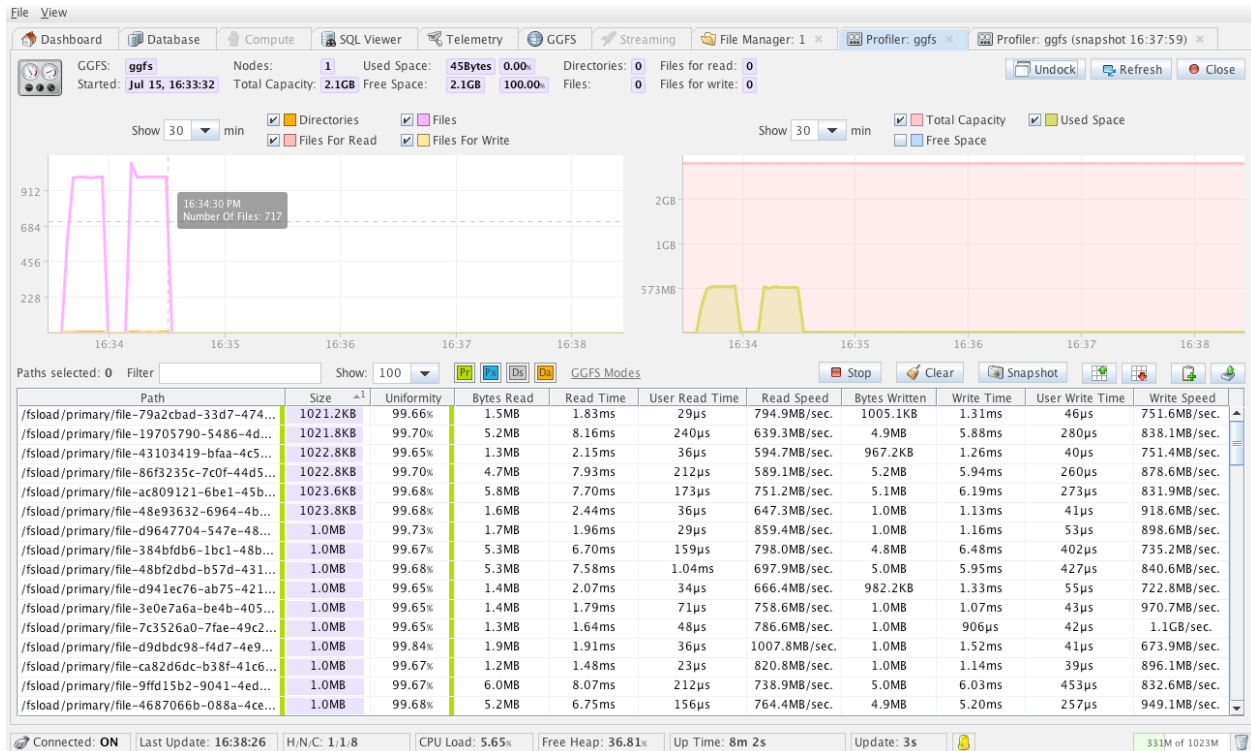 File View
Dashboard Database Compute SQL Viewer Telemetry GGFS Streaming File Manager: 1 Profiler: ggfs Profiler: ggfs (snapshot 16:37:59)
GGFS: ggfs Nodes: 1 Used Space: 45Bytes 0.00% Directories: 0 Files for read: 0 Undock Refresh Close
Started: Jul 15, 16:33:32 Total Capacity: 2.1GB Free Space: 2.1GB 100.00% Files: 0 Files for write: 0
Show 30 min Directories Files Show 30 min Total Capacity Used Space
Files For Read Files For Write Free Space
912
684
456
228
16:34:30 PM
Number Of Files: 717
16:34 16:35 16:36 16:37 16:38
2GB
1GB
573MB
16:34 16:35 16:36 16:37 16:38
Paths selected: 0 Filter Show: 100 Pr Px Ds Da GGFS Modes Stop Clear Snapshot
Path Size 1 Uniformity Bytes Read Read Time User Read Time Read Speed Bytes Written Write Time User Write Time Write Speed
/fsload/primary/file-79a2cbad-33d7-474... 1021.2KB 99.66% 1.5MB 1.83ms 29µs 794.9MB/sec. 1005.1KB 1.31ms 46µs 751.6MB/sec.
/fsload/primary/file-19705790-5486-4d... 1021.8KB 99.70% 5.2MB 8.16ms 240µs 639.3MB/sec. 4.9MB 5.88ms 280µs 838.1MB/sec.
/fsload/primary/file-43103419-bfaa-4c5... 1022.8KB 99.65% 1.3MB 2.15ms 36µs 594.7MB/sec. 967.2KB 1.26ms 40µs 751.4MB/sec.
/fsload/primary/file-86f3235c-7c0f-44d5... 1022.8KB 99.70% 4.7MB 7.93ms 212µs 589.1MB/sec. 5.2MB 5.94ms 260µs 878.6MB/sec.
/fsload/primary/file-ac809121-6be1-45b... 1023.6KB 99.68% 5.8MB 7.70ms 173µs 751.2MB/sec. 5.1MB 6.19ms 273µs 831.9MB/sec.
/fsload/primary/file-48e93632-6964-4b... 1023.8KB 99.68% 1.6MB 2.44ms 36µs 647.3MB/sec. 1.0MB 1.13ms 41µs 918.6MB/sec.
/fsload/primary/file-d9647704-547e-48... 1.0MB 99.73% 1.7MB 1.96ms 29µs 859.4MB/sec. 1.0MB 1.16ms 53µs 898.6MB/sec.
/fsload/primary/file-384bfdb6-1bc1-48b... 1.0MB 99.67% 5.3MB 6.70ms 159µs 798.0MB/sec. 4.8MB 6.48ms 402µs 735.2MB/sec.
/fsload/primary/file-48bf2dbd-b57d-431... 1.0MB 99.68% 5.3MB 7.58ms 1.04ms 697.9MB/sec. 5.0MB 5.95ms 427µs 840.6MB/sec.
/fsload/primary/file-d941ec76-ab75-421... 1.0MB 99.65% 1.4MB 2.07ms 34µs 666.4MB/sec. 982.2KB 1.33ms 55µs 722.8MB/sec.
/fsload/primary/file-3e0e7a6a-be4b-405... 1.0MB 99.65% 1.4MB 1.79ms 71µs 758.6MB/sec. 1.0MB 1.07ms 43µs 970.7MB/sec.
/fsload/primary/file-7c3526a0-7fae-49c2... 1.0MB 99.65% 1.3MB 1.64ms 48µs 786.6MB/sec. 1.0MB 906µs 42µs 1.1GB/sec.
/fsload/primary/file-d9dbdc98-f4d7-4e9... 1.0MB 99.84% 1.9MB 1.91ms 36µs 1007.8MB/sec. 1.0MB 1.52ms 41µs 673.9MB/sec.
/fsload/primary/file-ca82d6dc-b38f-41c6... 1.0MB 99.67% 1.2MB 1.48ms 23µs 820.8MB/sec. 1.0MB 1.14ms 39µs 896.1MB/sec.
/fsload/primary/file-9ffd15b2-9041-4ed... 1.0MB 99.67% 6.0MB 8.07ms 212µs 738.9MB/sec. 5.0MB 6.03ms 453µs 832.6MB/sec.
/fsload/primary/file-4687066b-088a-4ce... 1.0MB 99.68% 5.2MB 6.75ms 156µs 764.4MB/sec. 4.9MB 5.20ms 257µs 949.1MB/sec.
Connected: ON Last Update: 16:38:26 H/N/C: 1/1/8 CPU Load: 5.65% Free Heap: 36.81% Up Time: 8m 2s Update: 3s 331M of 1023M